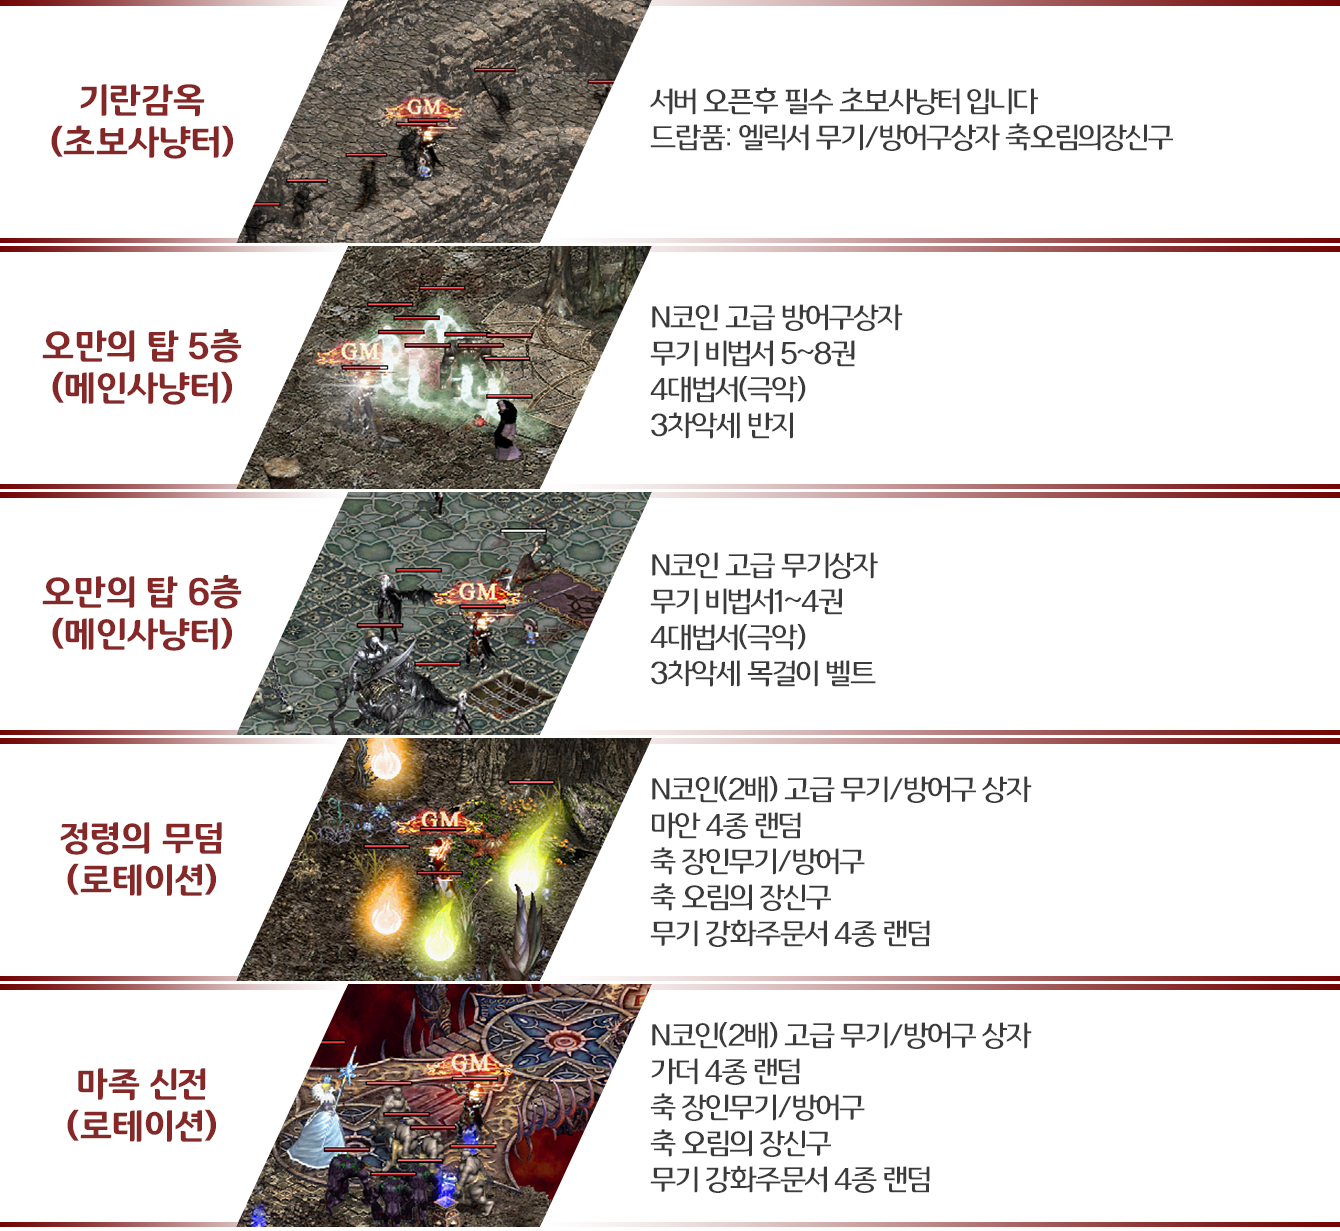 기란감옥
(초보사냥터)
GM
서버 오픈후 필수 초보사냥터 입니다
드랍품: 엘릭서 무기/방어구상자 축오림의장신구
오만의 탑 5층
(메인사냥터)
GM
N코인 고급 방어구상자
무기 비법서 5~8권
4대법서(극악)
3차악세 반지
오만의 탑 6층
(메인사냥터)
GM
N코인 고급 무기상자
무기 비법서1~4권
4대법서(극악)
3차악세 목걸이 벨트
정령의 무덤
(로테이션)
GM
N코인(2배) 고급 무기/방어구 상자
마안 4종 랜덤
축 장인무기/방어구
축 오림의 장신구
무기 강화주문서 4종 랜덤
마족 신전
(로테이션)
GM
N코인(2배) 고급 무기/방어구 상자
가더 4종 랜덤
축 장인무기/방어구
축 오림의 장신구
무기 강화주문서 4종 랜덤